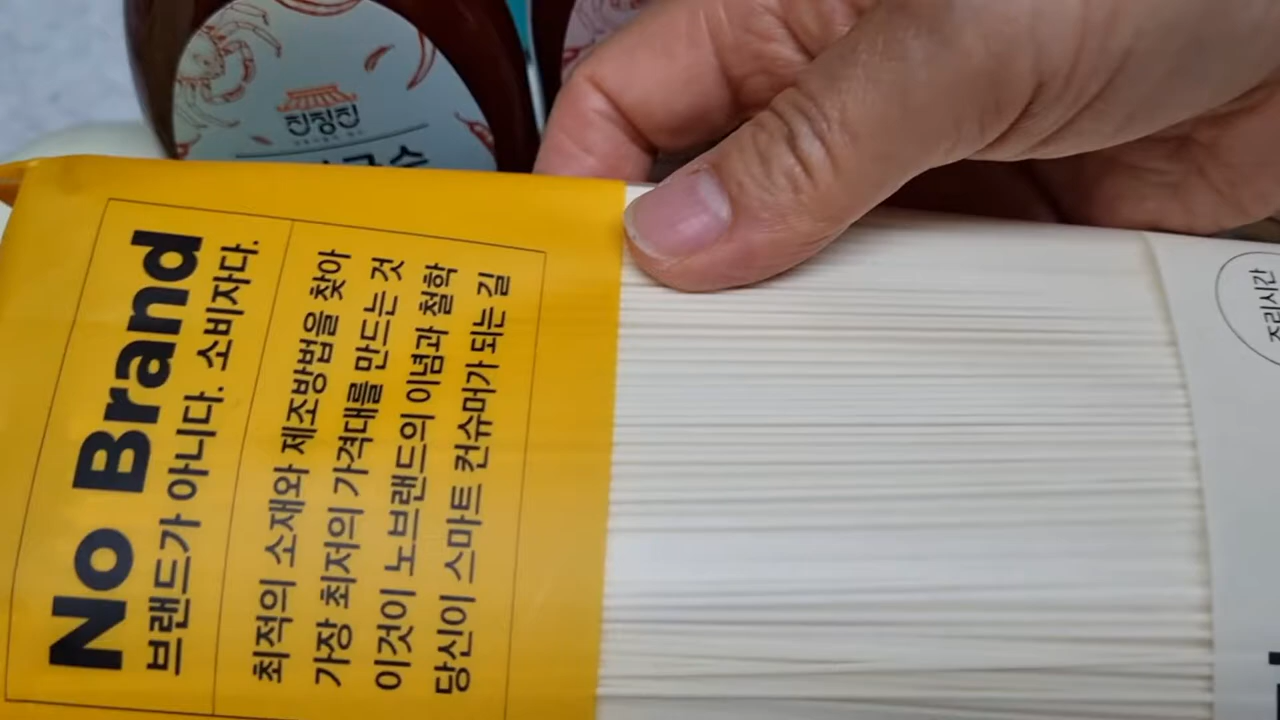 No Brand
브랜드가 아니다. 소비자다.
최적의 소재와 제조방법을 찾아
가장 최저의 가격대를 만드는 것
이것이 노브랜드의 이념과 철학
당신이 스마트 컨슈머가 되는 길
조리시간